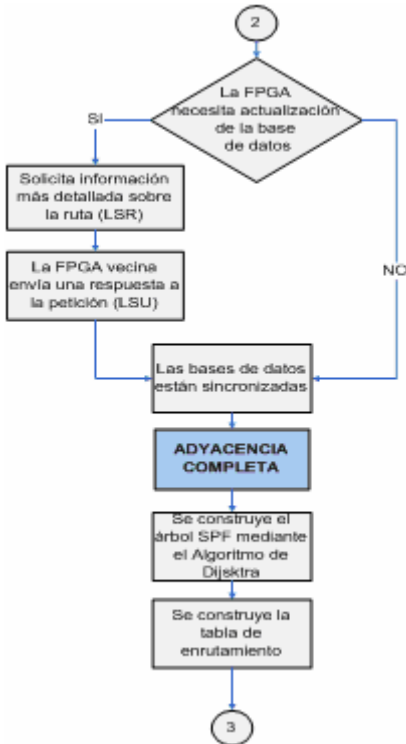 2
La FPGA
necesita actualización
de la base
de datos
SI
NO
Solicita información
más detallada sobre
la ruta (LSR)
La FPGA vecina
envía una respuesta a
la petición (LSU)
Las bases de datos
están sincronizadas
ADYACENCIA
COMPLETA
Se construye el
árbol SPF mediante
el Algoritmo de
Dijsktra
Se construye la
tabla de
enrutamiento
3